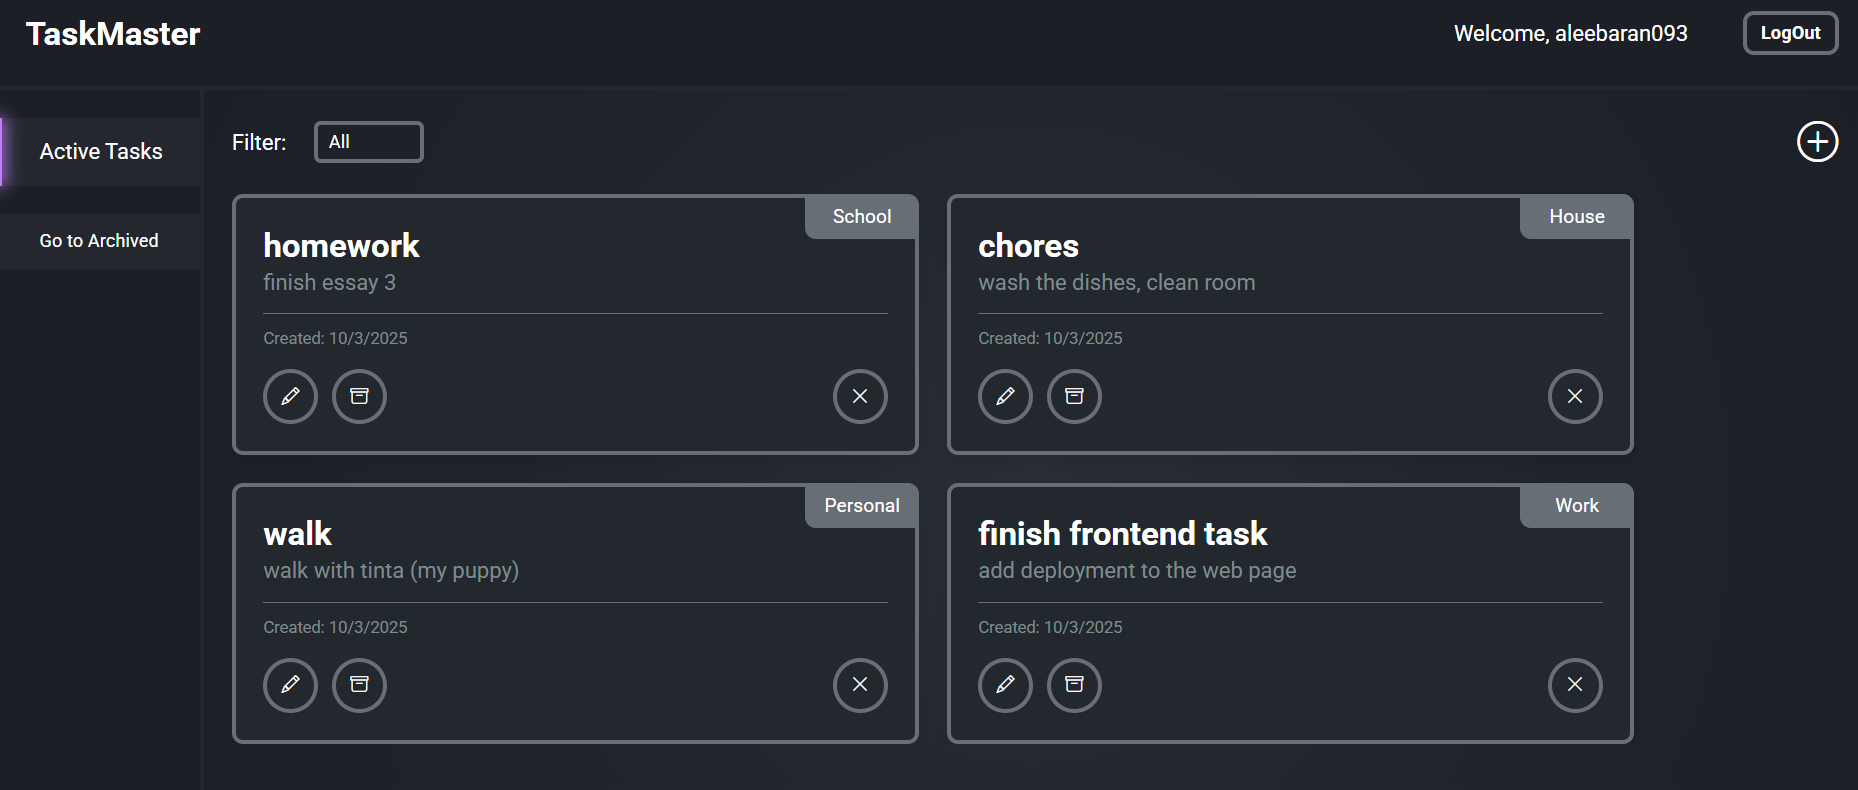 TaskMaster
Welcome, aleebaran093
LogOut
Active Tasks
Go to Archived
Filter:
All
School
homework
finish essay 3
Created: 10/3/2025
House
chores
wash the dishes, clean room
Created: 10/3/2025
Personal
walk
walk with tinta (my puppy)
Created: 10/3/2025
Work
finish frontend task
add deployment to the web page
Created: 10/3/2025